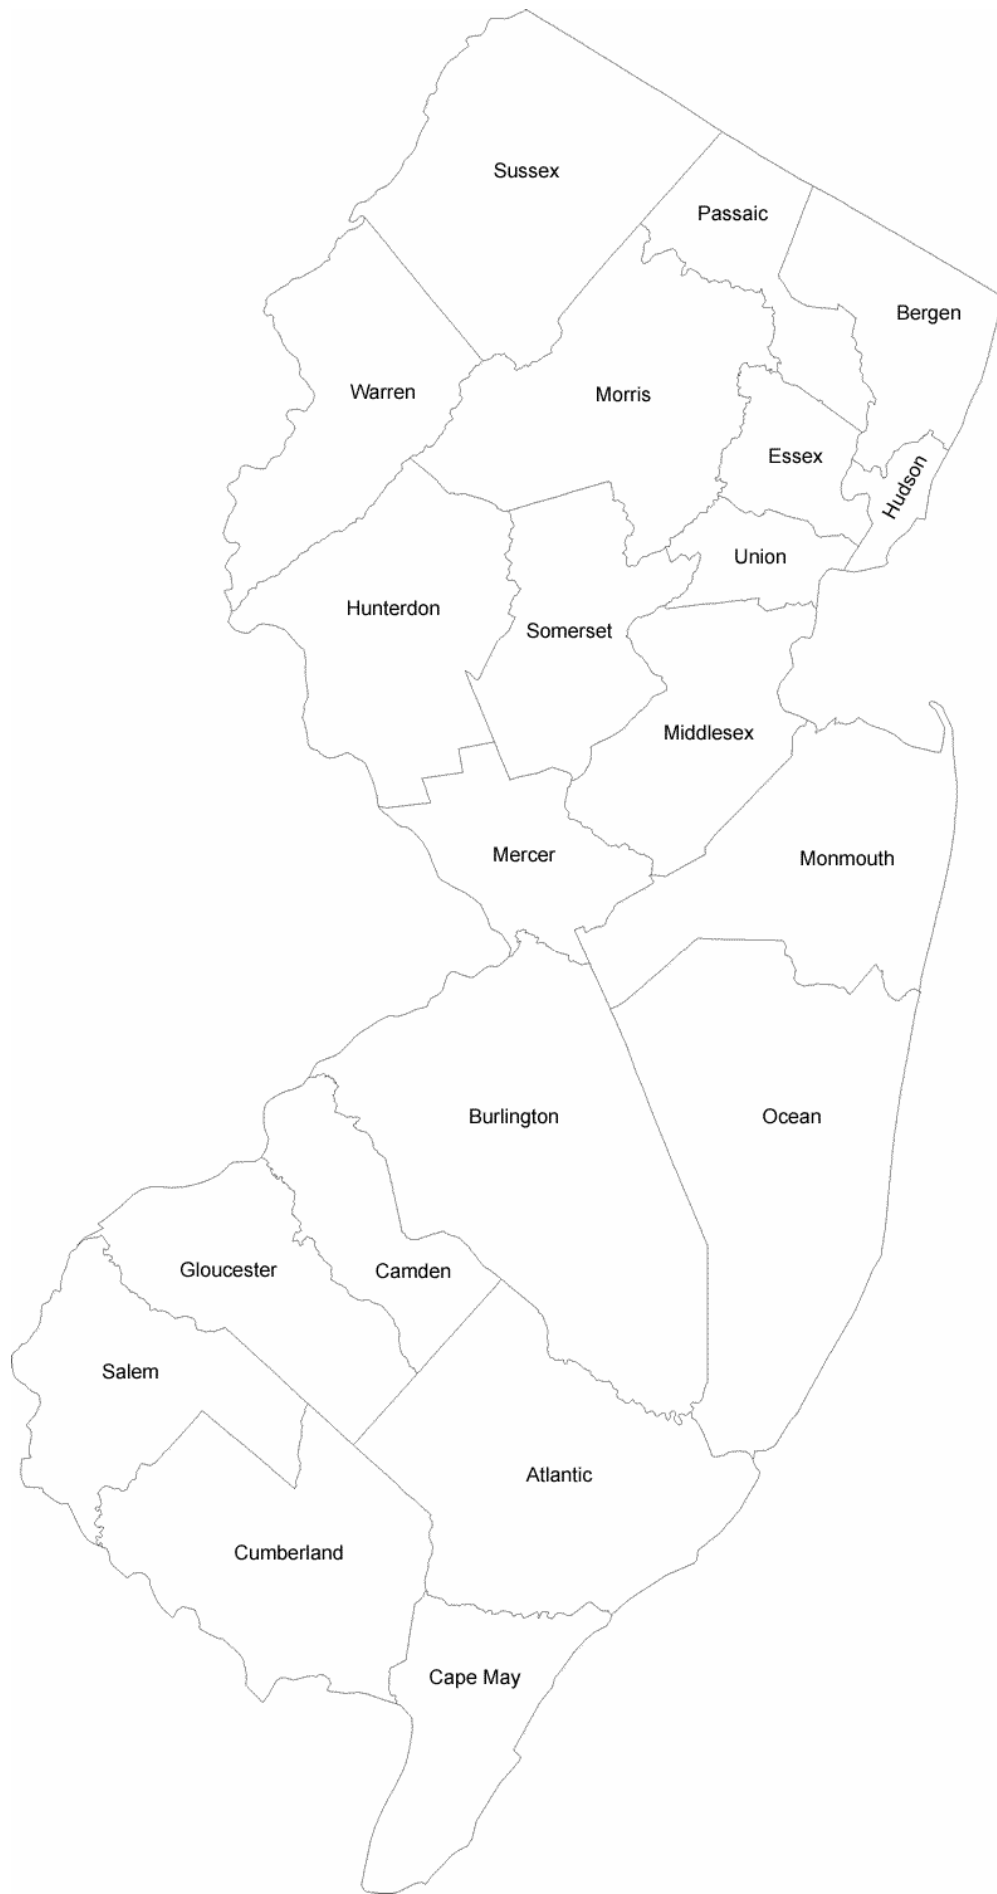 Sussex
Passaic
Bergen
Warren
Morris
Essex
Hudson
Union
Hunterdon
Somerset
Middlesex
Mercer
Monmouth
Burlington
Ocean
Gloucester
Camden
Salem
Atlantic
Cumberland
Cape May